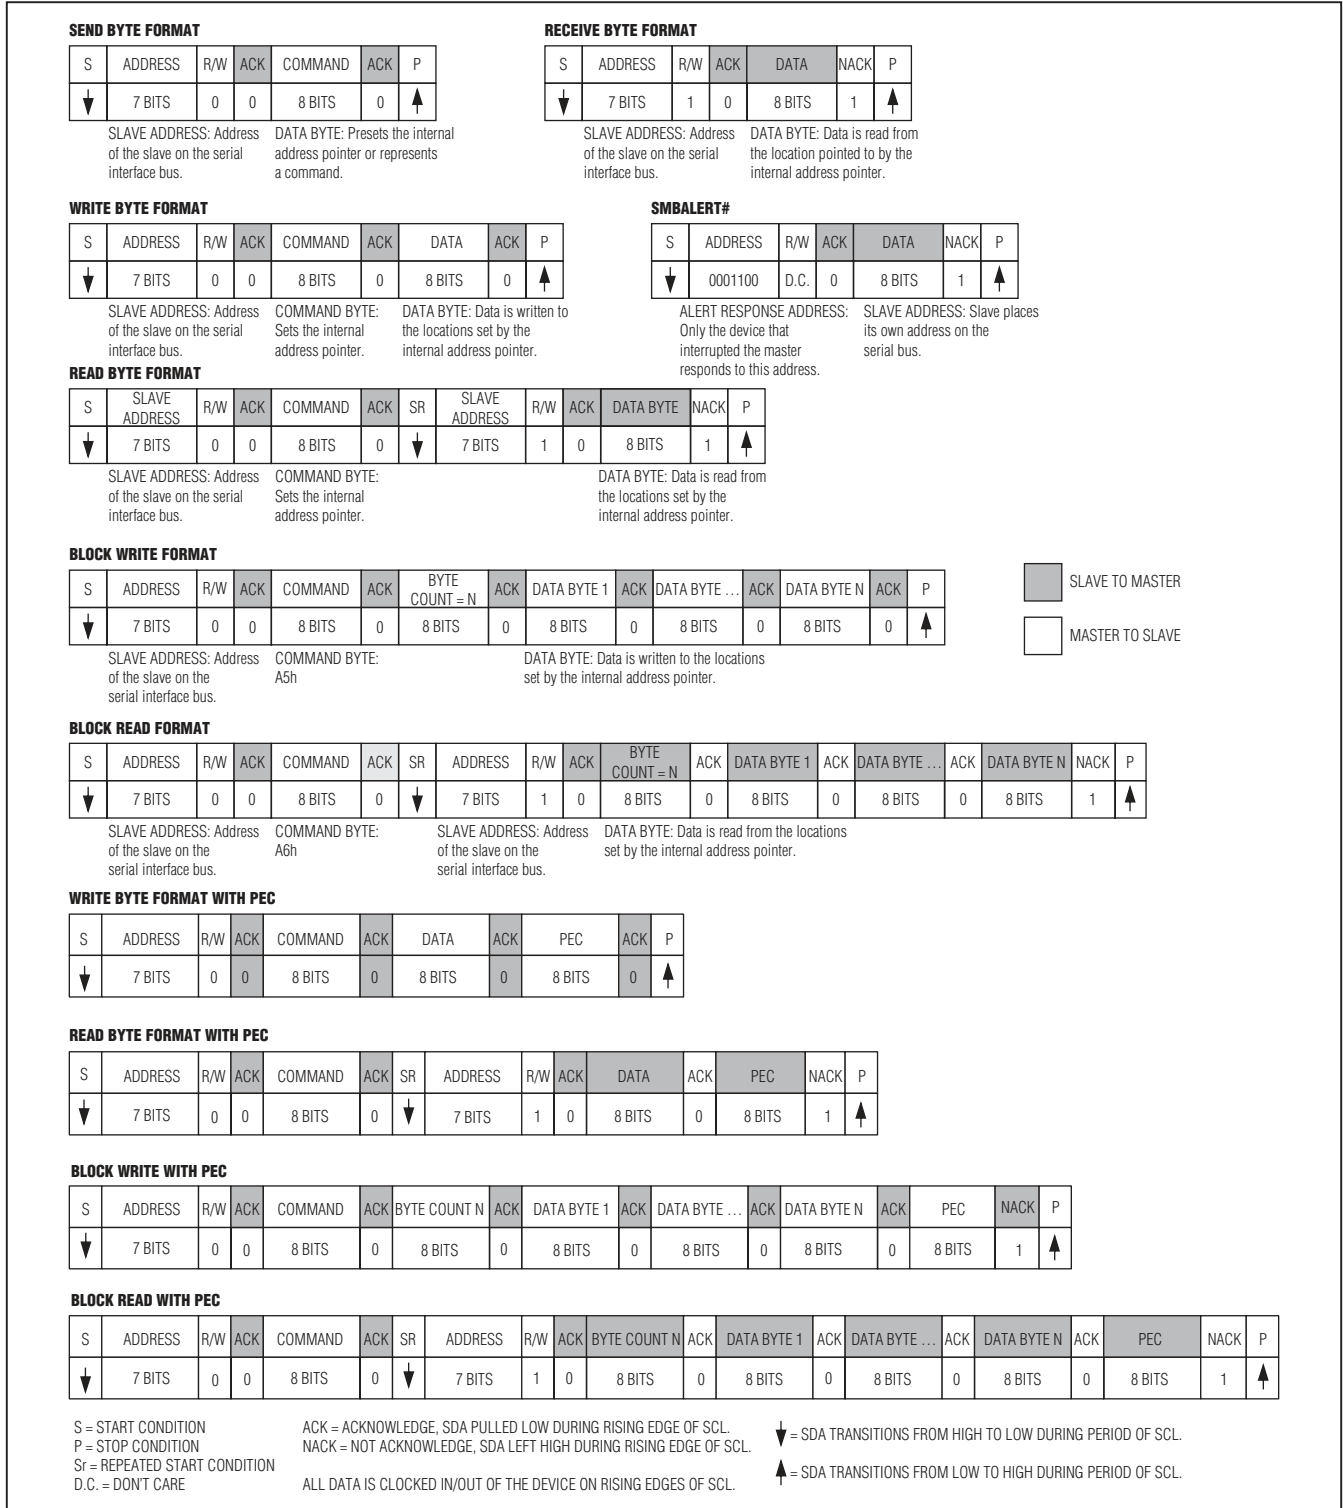 SEND BYTE FORMAT
S ADDRESS R/W ACK COMMAND ACK P
7 BITS 0 0 8 BITS 0
SLAVE ADDRESS: Address
of the slave on the serial
interface bus.
DATA BYTE: Presets the internal
address pointer or represents
a command.
RECEIVE BYTE FORMAT
S ADDRESS R/W ACK DATA NACK P
7 BITS 1 0 8 BITS 1
SLAVE ADDRESS: Address
of the slave on the serial
interface bus.
DATA BYTE: Data is read from
the location pointed to by the
internal address pointer.
WRITE BYTE FORMAT
S ADDRESS R/W ACK COMMAND ACK DATA ACK P
7 BITS 0 0 8 BITS 0 8 BITS 0
SLAVE ADDRESS: Address
of the slave on the serial
interface bus.
COMMAND BYTE:
Sets the internal
address pointer.
DATA BYTE: Data is written to
the locations set by the
internal address pointer.
SMBALERT#
S ADDRESS R/W ACK DATA NACK P
0001100 D.C. 0 8 BITS 1
ALERT RESPONSE ADDRESS:
Only the device that
interrupted the master
responds to this address.
SLAVE ADDRESS: Slave places
its own address on the
serial bus.
READ BYTE FORMAT
S SLAVE ADDRESS R/W ACK COMMAND ACK SR SLAVE ADDRESS R/W ACK DATA BYTE NACK P
7 BITS 0 0 8 BITS 0 7 BITS 1 0 8 BITS 1
SLAVE ADDRESS: Address
of the slave on the serial
interface bus.
COMMAND BYTE:
Sets the internal
address pointer.
DATA BYTE: Data is read from
the locations set by the
internal address pointer.
BLOCK WRITE FORMAT
S ADDRESS R/W ACK COMMAND ACK BYTE COUNT = N ACK DATA BYTE 1 ACK DATA BYTE … ACK DATA BYTE N ACK P
7 BITS 0 0 8 BITS 0 8 BITS 0 8 BITS 0 8 BITS 0 8 BITS 0
SLAVE ADDRESS: Address
of the slave on the
serial interface bus.
COMMAND BYTE:
A5h
DATA BYTE: Data is written to the locations
set by the internal address pointer.
SLAVE TO MASTER
MASTER TO SLAVE
BLOCK READ FORMAT
S ADDRESS R/W ACK COMMAND ACK SR ADDRESS R/W ACK BYTE COUNT = N ACK DATA BYTE 1 ACK DATA BYTE … ACK DATA BYTE N NACK P
7 BITS 0 0 8 BITS 0 7 BITS 1 0 8 BITS 0 8 BITS 0 8 BITS 0 8 BITS 1
SLAVE ADDRESS: Address
of the slave on the
serial interface bus.
COMMAND BYTE:
A6h
SLAVE ADDRESS: Address
of the slave on the
serial interface bus.
DATA BYTE: Data is read from the locations
set by the internal address pointer.
WRITE BYTE FORMAT WITH PEC
S ADDRESS R/W ACK COMMAND ACK DATA ACK PEC ACK P
7 BITS 0 0 8 BITS 0 8 BITS 0 8 BITS 0
READ BYTE FORMAT WITH PEC
S ADDRESS R/W ACK COMMAND ACK SR ADDRESS R/W ACK DATA ACK PEC NACK P
7 BITS 0 0 8 BITS 0 7 BITS 1 0 8 BITS 0 8 BITS 1
BLOCK WRITE WITH PEC
S ADDRESS R/W ACK COMMAND ACK BYTE COUNT N ACK DATA BYTE 1 ACK DATA BYTE … ACK DATA BYTE N ACK PEC NACK P
7 BITS 0 0 8 BITS 0 8 BITS 0 8 BITS 0 8 BITS 0 8 BITS 0 8 BITS 1
BLOCK READ WITH PEC
S ADDRESS R/W ACK COMMAND ACK SR ADDRESS R/W ACK BYTE COUNT N ACK DATA BYTE 1 ACK DATA BYTE … ACK DATA BYTE N ACK PEC NACK P
7 BITS 0 0 8 BITS 0 7 BITS 1 0 8 BITS 0 8 BITS 0 8 BITS 0 8 BITS 0 8 BITS 1
S = START CONDITION
P = STOP CONDITION
Sr = REPEATED START CONDITION
D.C. = DON'T CARE
ACK = ACKNOWLEDGE, SDA PULLED LOW DURING RISING EDGE OF SCL.
NACK = NOT ACKNOWLEDGE, SDA LEFT HIGH DURING RISING EDGE OF SCL.
ALL DATA IS CLOCKED IN/OUT OF THE DEVICE ON RISING EDGES OF SCL.
= SDA TRANSITIONS FROM HIGH TO LOW DURING PERIOD OF SCL.
= SDA TRANSITIONS FROM LOW TO HIGH DURING PERIOD OF SCL.